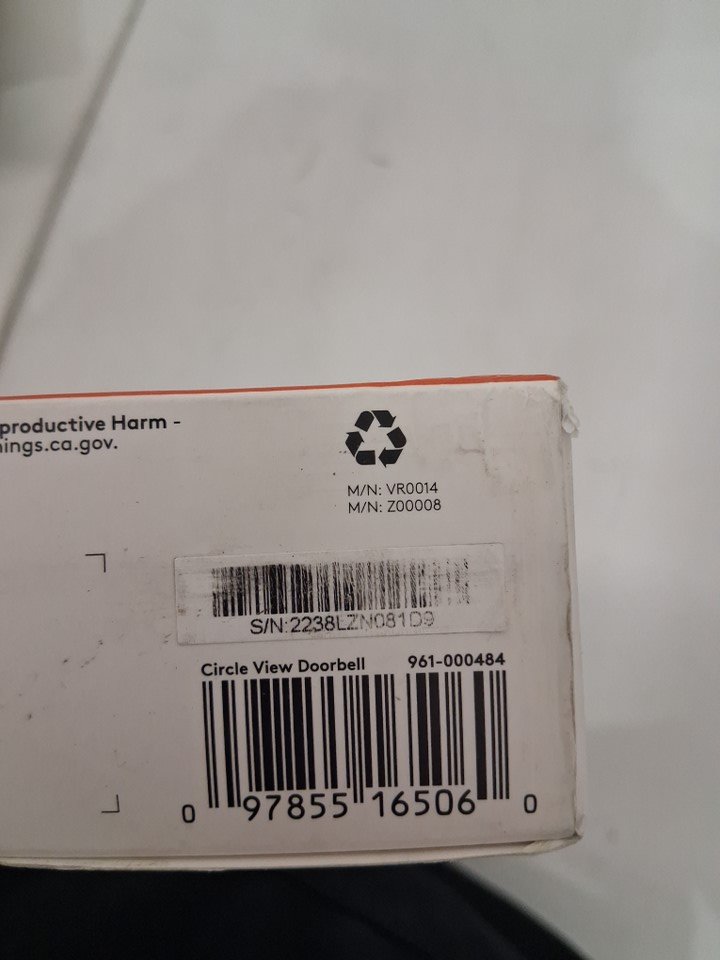 productive Harm -
ings.ca.gov.
M/N: VR0014
M/N: Z00008
S/N:2238LZN081D9
Circle View Doorbell 961-000484
0 97855 16506 0